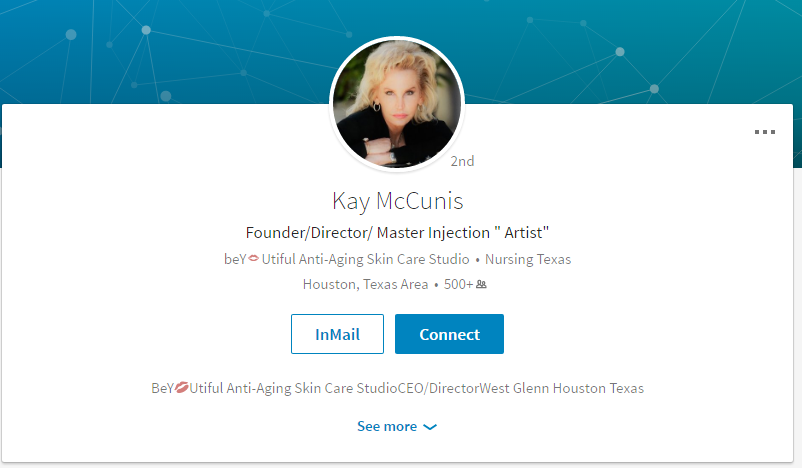 2nd
Kay McCunis
Founder/Director/ Master Injection " Artist"
beY👄Utiful Anti-Aging Skin Care Studio • Nursing Texas
Houston, Texas Area • 500+
InMail
Connect
BeY💋Utiful Anti-Aging Skin Care StudioCEO/DirectorWest Glenn Houston Texas
See more